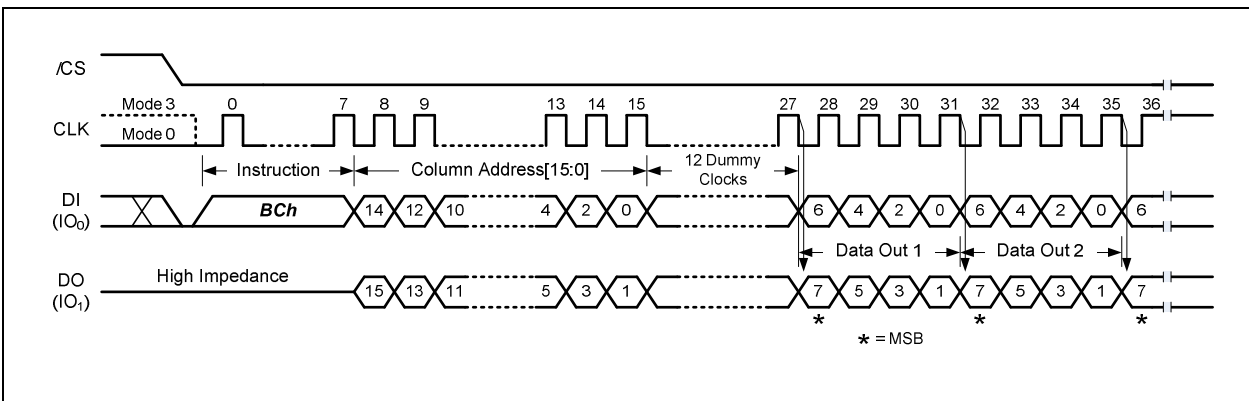 /CS
Mode 3 0 7 8 9 13 14 15 27 28 29 30 31 32 33 34 35 36
CLK
Mode 0
Instruction Column Address[15:0] 12 Dummy
Clocks
DI
(IO0) BCh 14 12 10 4 2 0 6 4 2 0 6 4 2 0 6
Data Out 1 Data Out 2
High Impedance
DO
(IO1) 15 13 11 5 3 1 7 5 3 1 7 5 3 1 7
* * *
* = MSB